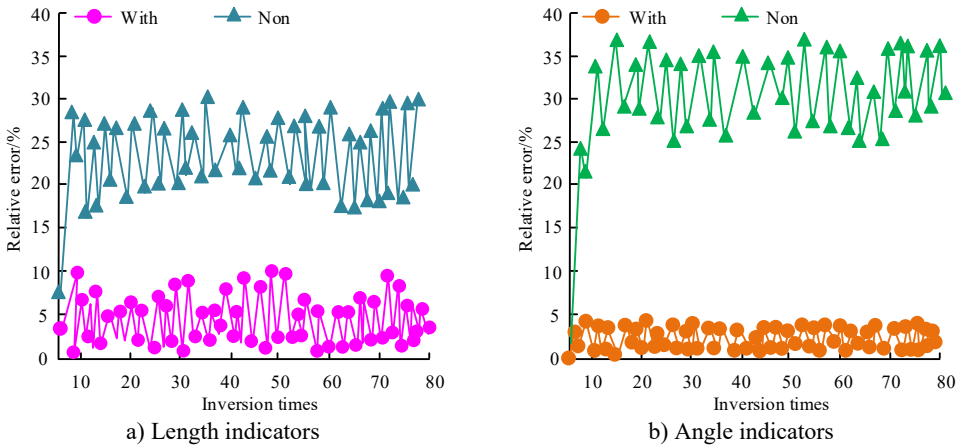 With Non
40
35
30
25
20
15
10
5
0
Relative error/%
10 20 30 40 50 60 70 80
Inversion times
a) Length indicators
With Non
40
35
30
25
20
15
10
5
0
Relative error/%
10 20 30 40 50 60 70 80
Inversion times
b) Angle indicators